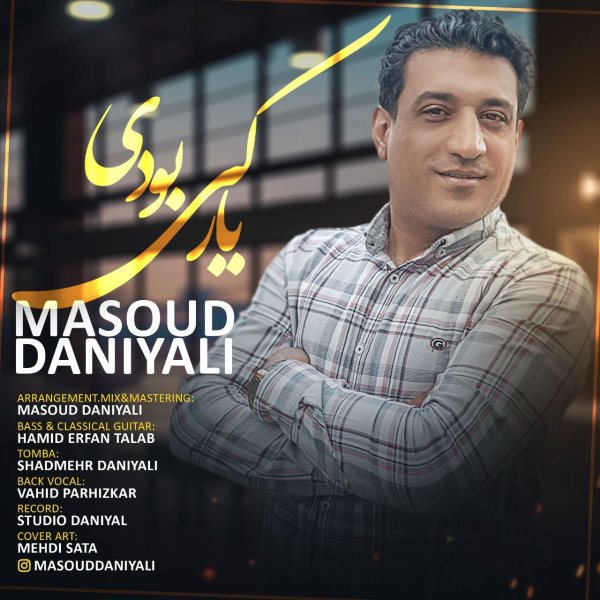 یار کی بودی
MASOUD
DANIYALI
ARRANGEMENT.MIX&MASTERING:
MASOUD DANIYALI
BASS & CLASSICAL GUITAR:
HAMID ERFAN TALAB
TOMBA:
SHADMEHR DANIYALI
BACK VOCAL:
VAHID PARHIZKAR
RECORD:
STUDIO DANIYAL
COVER ART:
MEHDI SATA
MASOUDDANIYALI